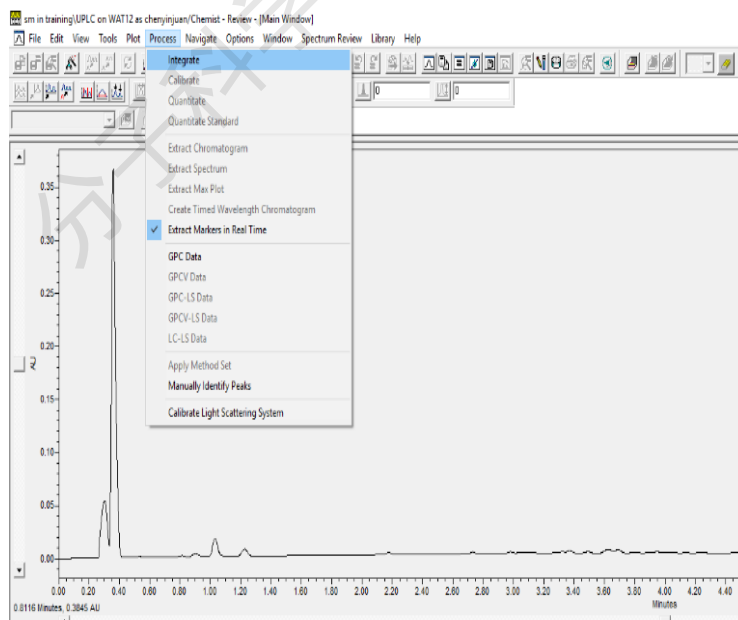 sm in training\UPLC on WAT12 as chenyinjuan/Chemist - Review - [Main Window]
File Edit View Tools Plot Process Navigate Options Window Spectrum Review Library Help
Integrate
Calibrate
Quantitate
Quantitate Standard
Extract Chromatogram
Extract Spectrum
Extract Max Plot
Create Timed Wavelength Chromatogram
Extract Markers in Real Time
GPC Data
GPCV Data
GPC-LS Data
GPCV-LS Data
LC-LS Data
Apply Method Set
Manually Identify Peaks
Calibrate Light Scattering System
0
0
分子科学
AU
0.35
0.30
0.25
0.20
0.15
0.10
0.05
0.00
0.00 0.20 0.40 0.60 0.80 1.00 1.20 1.40 1.60 1.80 2.00 2.20 2.40 2.60 2.80 3.00 3.20 3.40 3.60 3.80 4.00 4.20 4.40
Minutes
0.8116 Minutes, 0.3845 AU